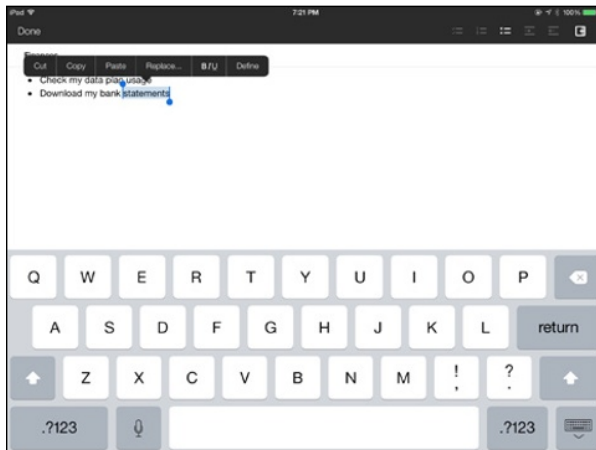 iPad 7:21 PM 100%
Done
Finances
Cut Copy Paste Replace... B I U Define
• Check my data plan usage
• Download my bank statements
Q W E R T Y U I O P
A S D F G H J K L return
Z X C V B N M ! , ? .
.?123 .?123